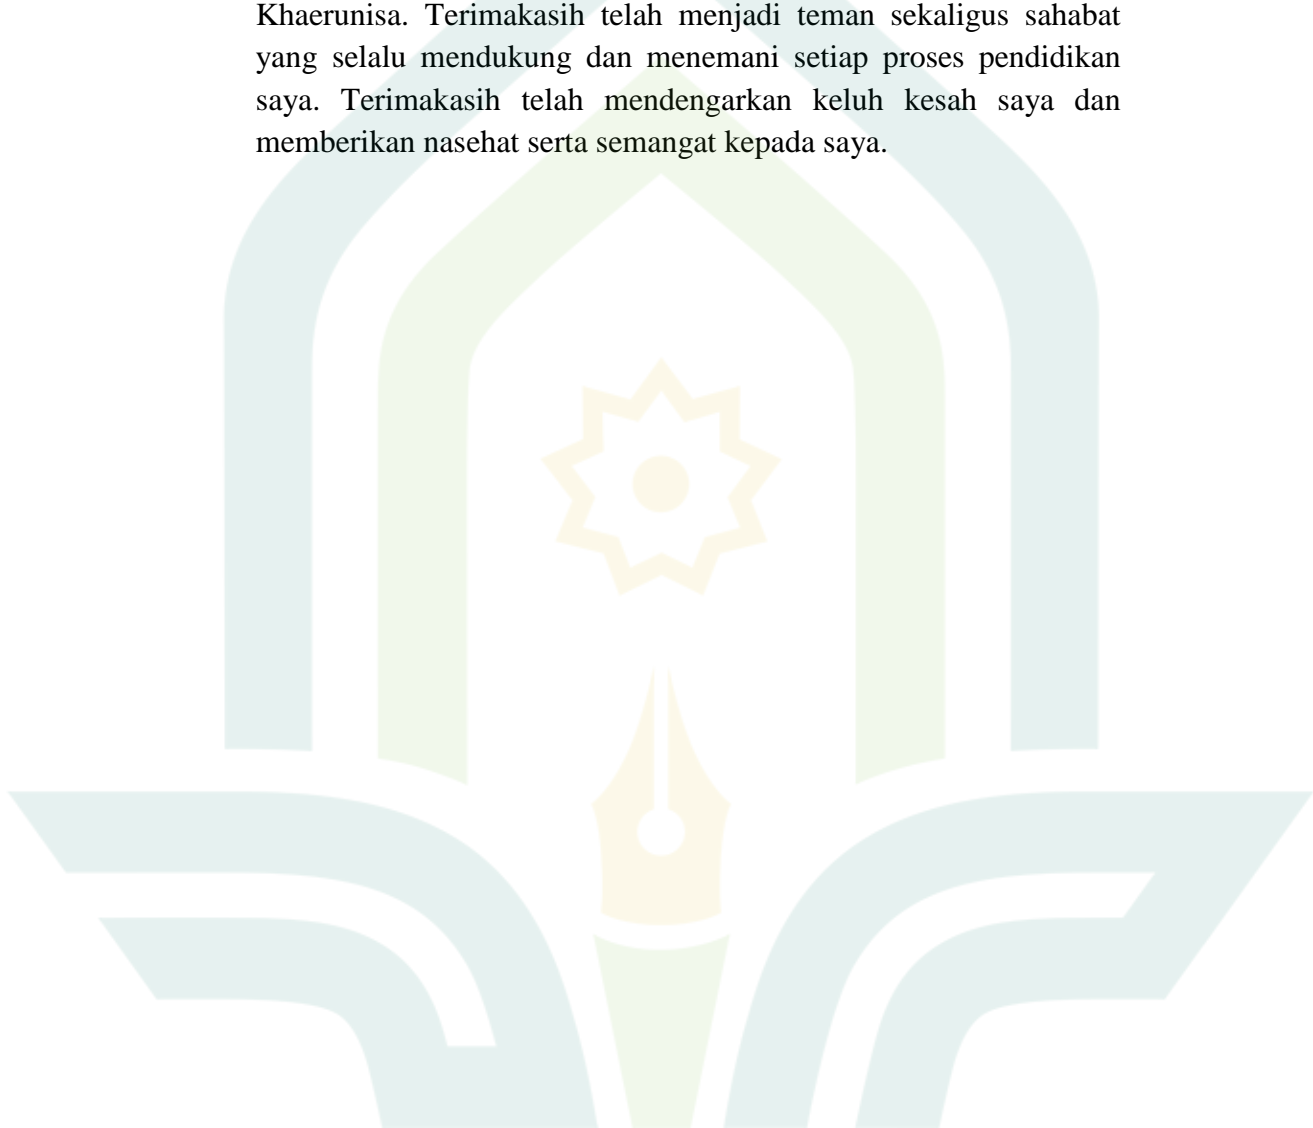 Khaerunisa. Terimakasih telah menjadi teman sekaligus sahabat
yang selalu mendukung dan menemani setiap proses pendidikan
saya. Terimakasih telah mendengarkan keluh kesah saya dan
memberikan nasehat serta semangat kepada saya.